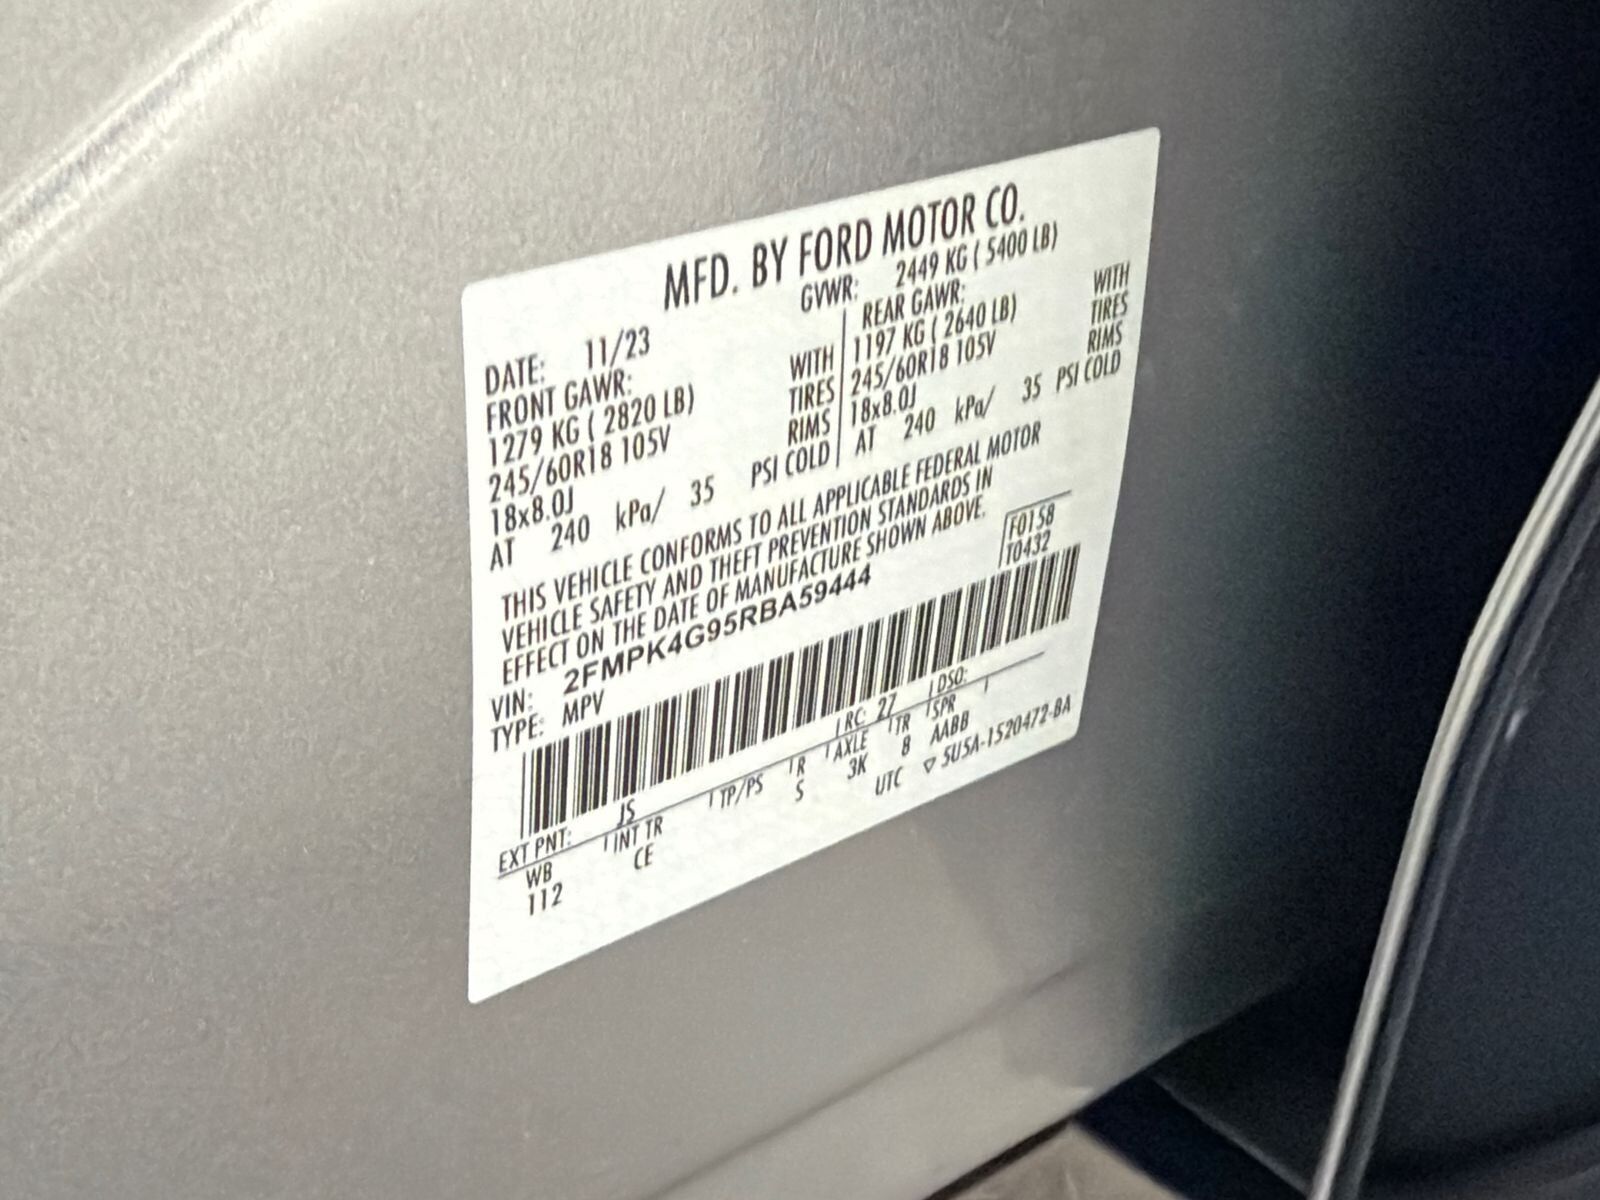 MFD. BY FORD MOTOR CO.
DATE: 11/23 GVWR: 2449 KG ( 5400 LB)
FRONT GAWR: REAR GAWR:
1279 KG ( 2820 LB) WITH 1197 KG ( 2640 LB) WITH
245/60R18 105V TIRES 245/60R18 105V TIRES
18x8.0J RIMS 18x8.0J RIMS
AT 240 kPa/ 35 PSI COLD AT 240 kPa/ 35 PSI COLD
THIS VEHICLE CONFORMS TO ALL APPLICABLE FEDERAL MOTOR
VEHICLE SAFETY AND THEFT PREVENTION STANDARDS IN
EFFECT ON THE DATE OF MANUFACTURE SHOWN ABOVE.
F0158
T0432
VIN: 2FMPK4G95RBA59444
TYPE: MPV
EXT PNT: JS RC: 27 DSO:
WB INT TR TP/PS R AXLE TR SPR
112 CE S 3K 8 AABB
UTC ▽ 5U5A-1520472-BA